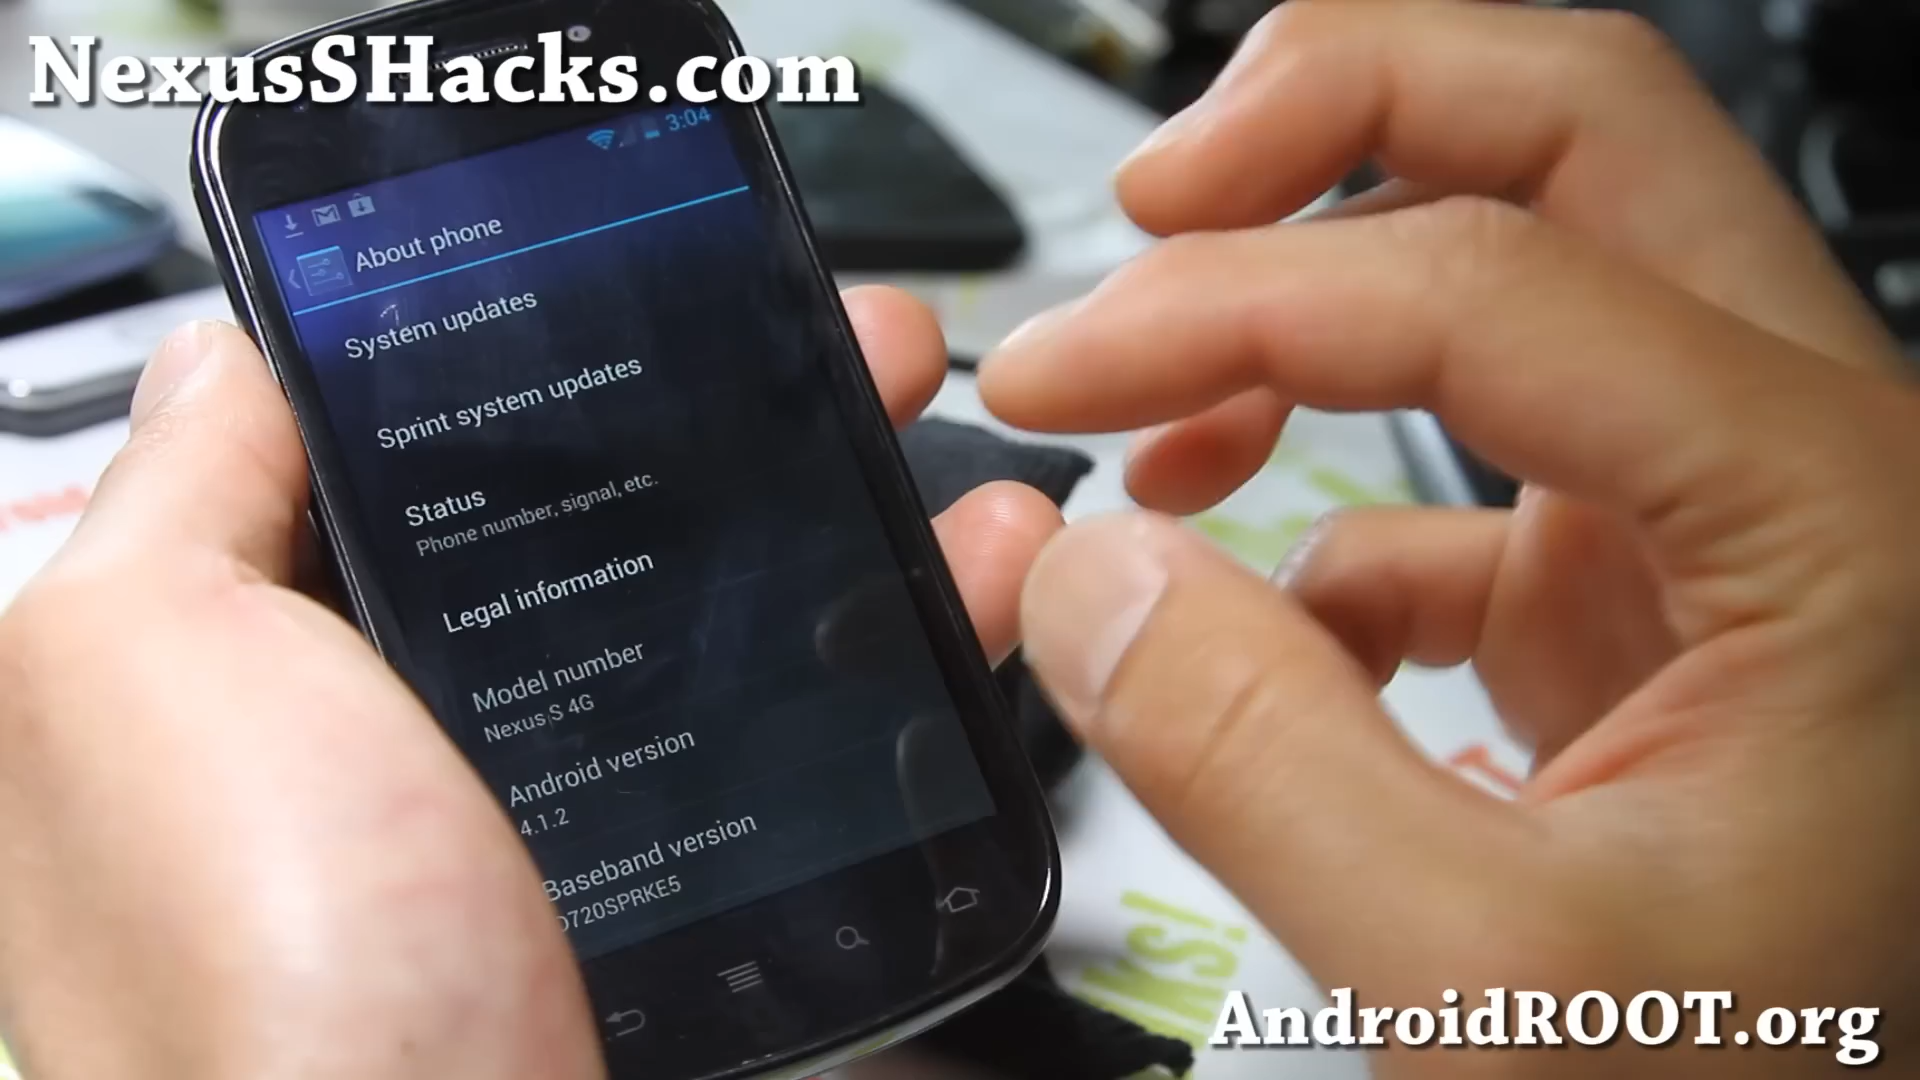 NexusSHacks.com
3:04
About phone
System updates
Sprint system updates
Status
Phone number, signal, etc.
Legal information
Model number
Nexus S 4G
Android version
4.1.2
Baseband version
D720SPRKE5
AndroidROOT.org